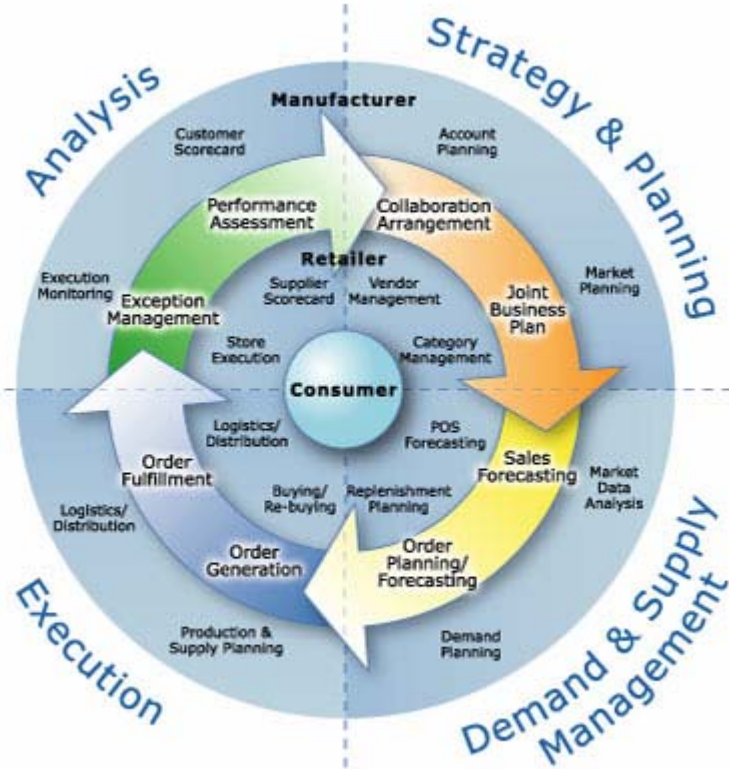 Analysis
Strategy & Planning
Manufacturer
Customer
Scorecard
Account
Planning
Performance
Assessment
Collaboration
Arrangement
Retailer
Execution
Monitoring
Exception
Management
Supplier
Scorecard
Vendor
Management
Joint
Business
Plan
Market
Planning
Store
Execution
Category
Management
Consumer
Logistics/
Distribution
POS
Forecasting
Order
Fulfillment
Sales
Forecasting
Market
Data
Analysis
Logistics/
Distribution
Buying/
Re-buying
Replenishment
Planning
Order
Generation
Order
Planning/
Forecasting
Production &
Supply Planning
Demand
Planning
Execution
Demand & Supply
Management